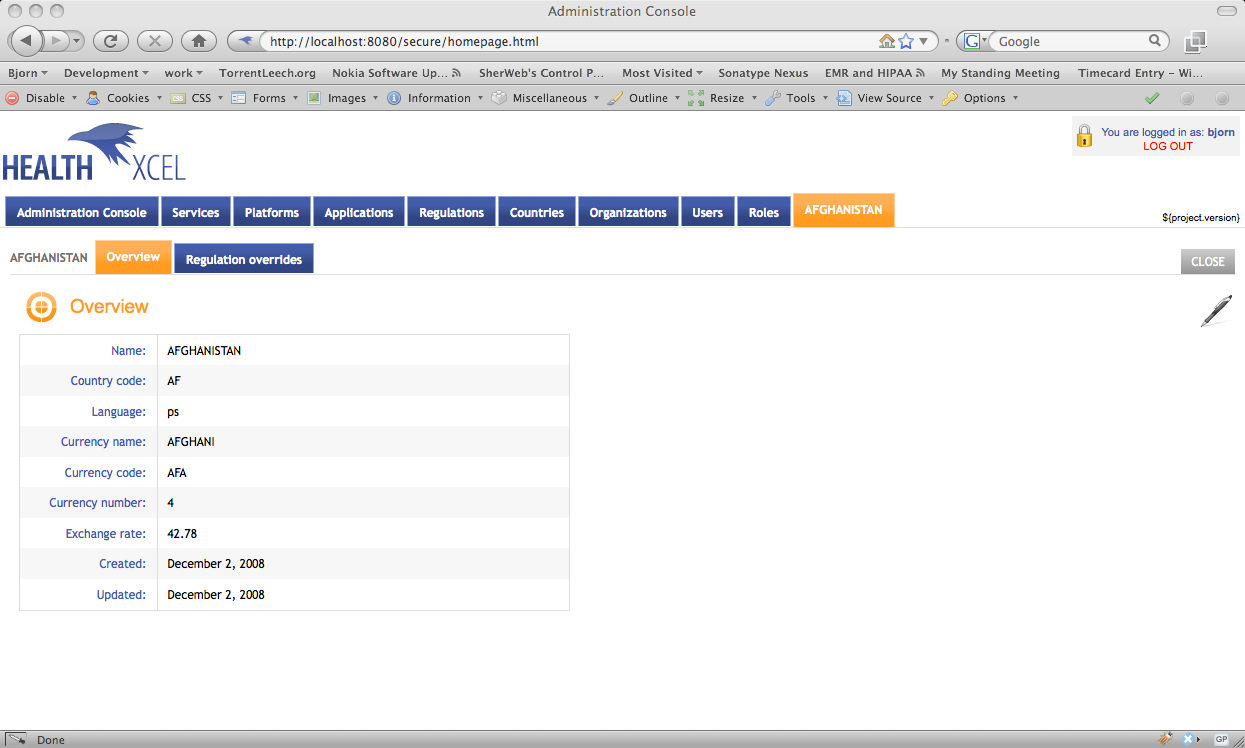 Administration Console
http://localhost:8080/secure/homepage.html
G
Google
Bjorn Development work TorrentLeech.org Nokia Software Up... SherWeb's Control P... Most Visited Sonatype Nexus EMR and HIPAA My Standing Meeting Timecard Entry – Wi...
Disable Cookies CSS CSS Forms Images Information Miscellaneous Outline Resize Tools View Source Options
HEALTH XCEL
You are logged in as: bjorn
LOG OUT
Administration Console Services Platforms Applications Regulations Countries Organizations Users Roles AFGHANISTAN
${project.version}
AFGHANISTAN Overview Regulation overrides
CLOSE
Overview
Name: AFGHANISTAN
Country code: AF
Language: ps
Currency name: AFGHANI
Currency code: AFA
Currency number: 4
Exchange rate: 42.78
Created: December 2, 2008
Updated: December 2, 2008
Done
GP